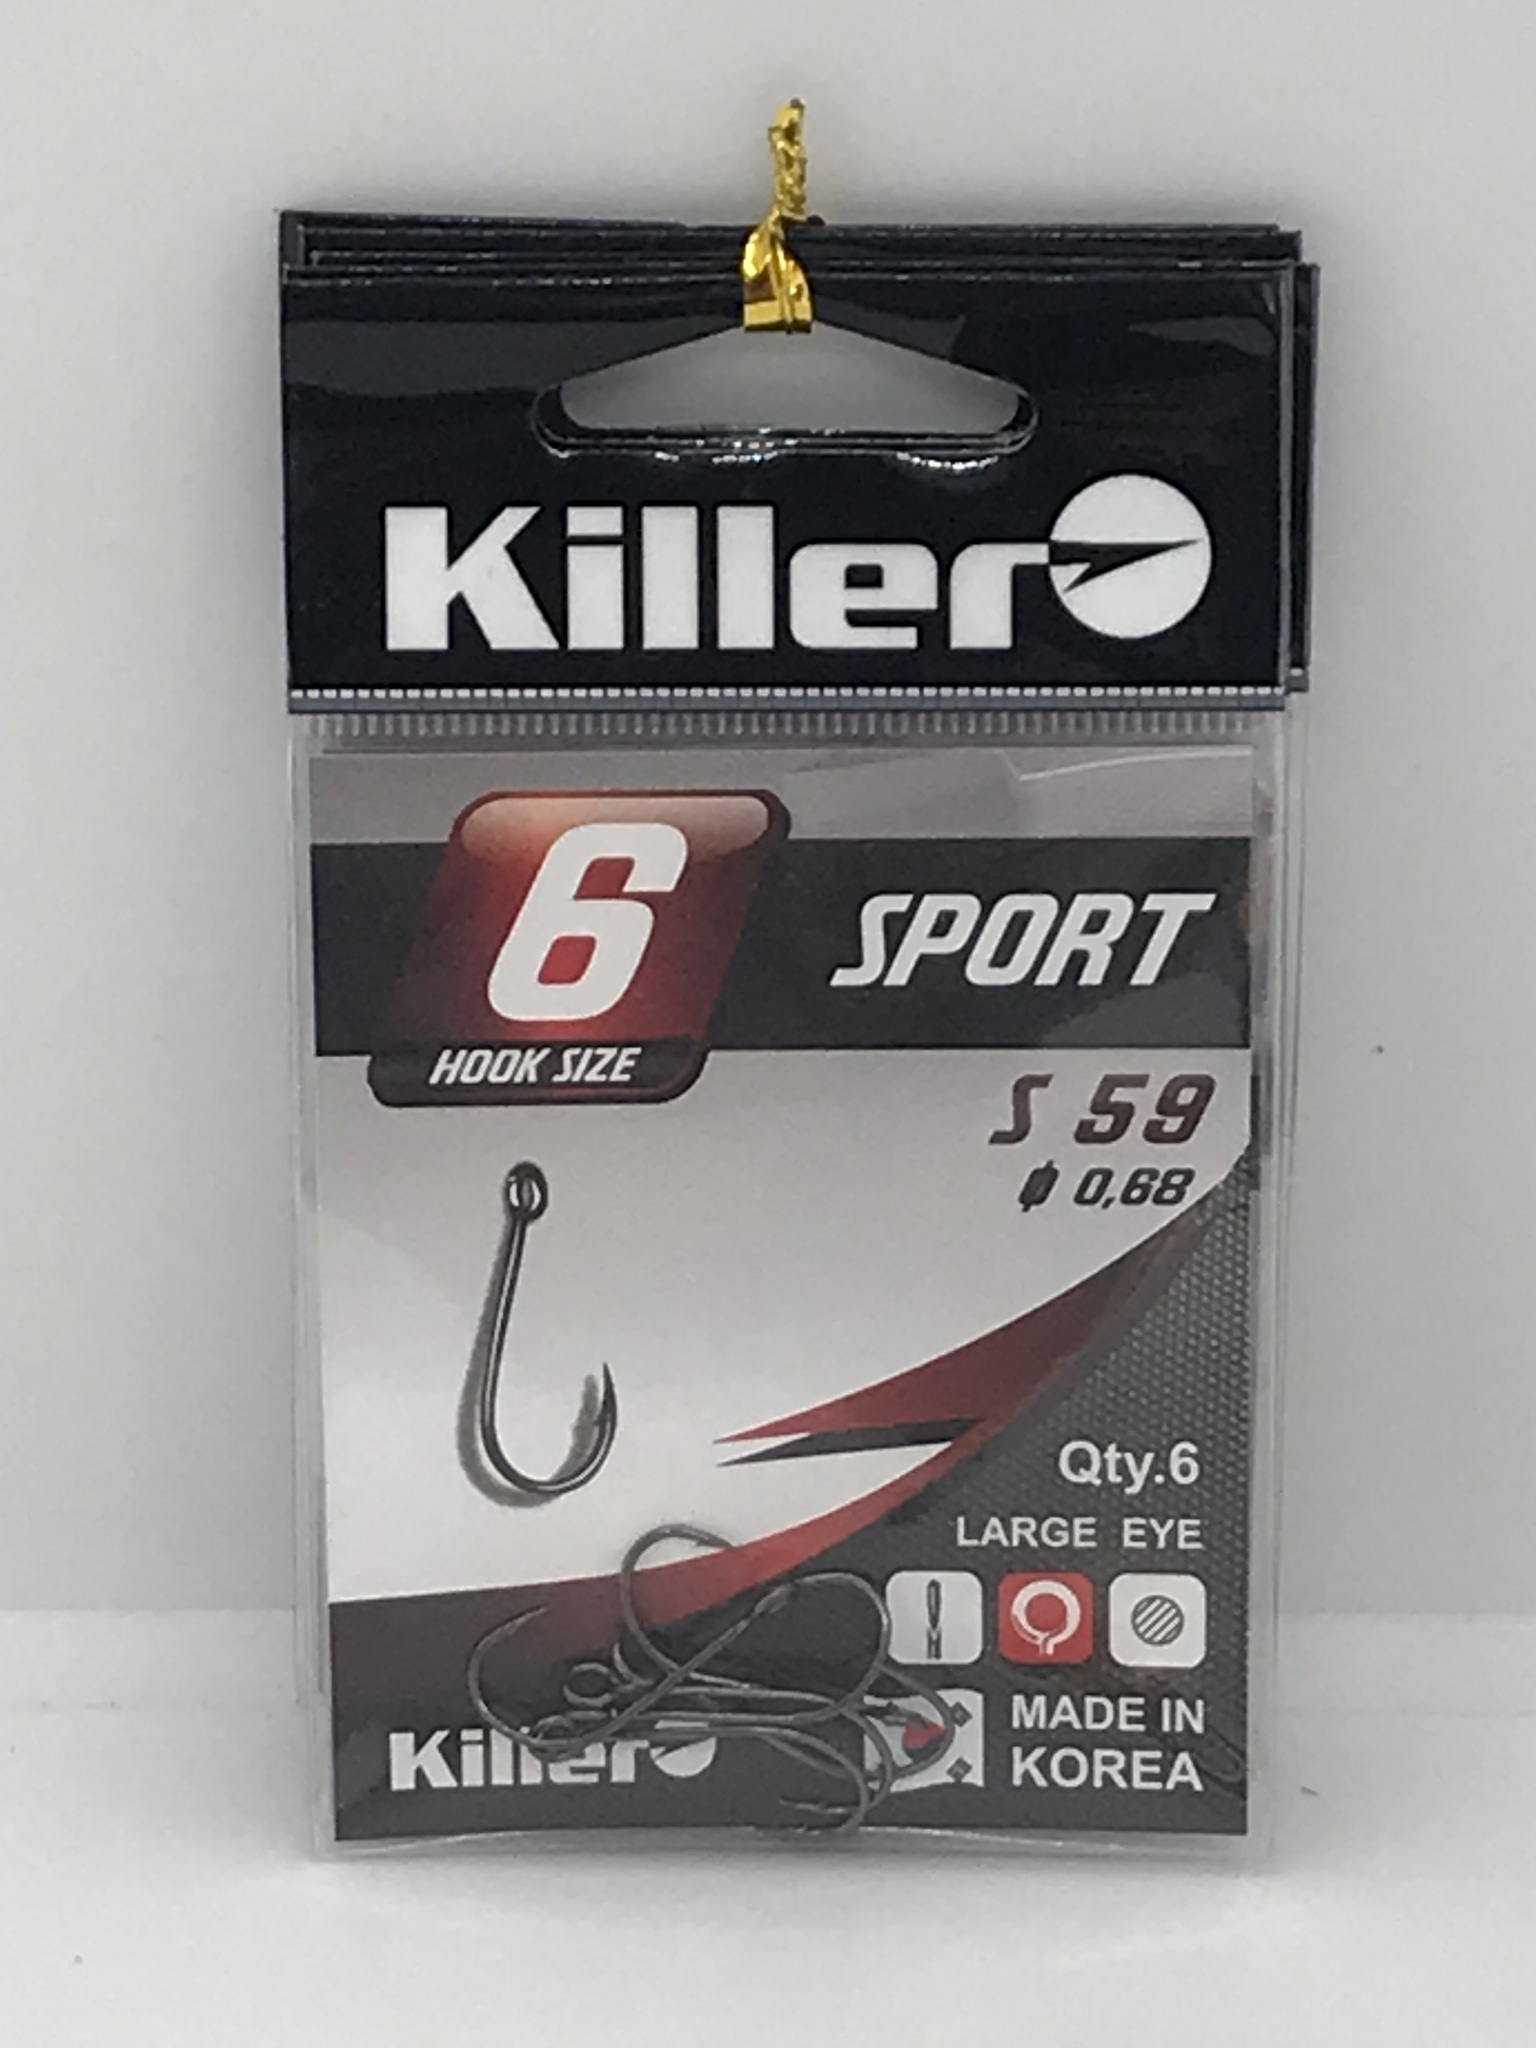 Killer
6
HOOK SIZE
SPORT
S 59
ϕ 0,68
Qty.6
LARGE EYE
MADE IN
KOREA
Killer